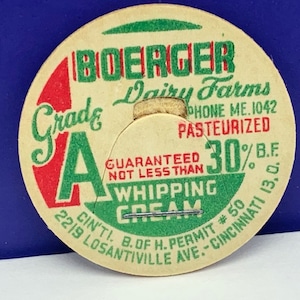 BOERGER
Dairy Farms
PHONE ME.1042
Grade
A
PASTEURIZED
GUARANTEED
NOT LESS THAN
30% B.F.
WHIPPING
CREAM
CIN'TI. B. OF H. PERMIT # 50
2219 LOSANTIVILLE AVE. - CINCINNATI 13, O.